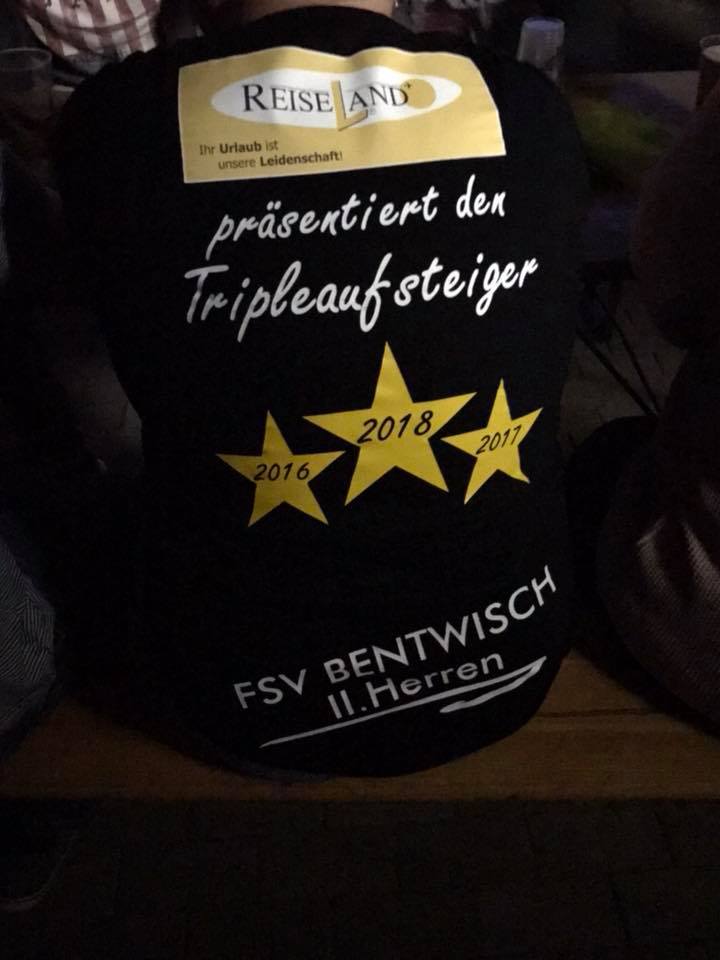 REISELAND
Ihr Urlaub ist
unsere Leidenschaft!
präsentiert den
Tripleaufsteiger
2016 2018 2017
FSV BENTWISCH
II.Herren